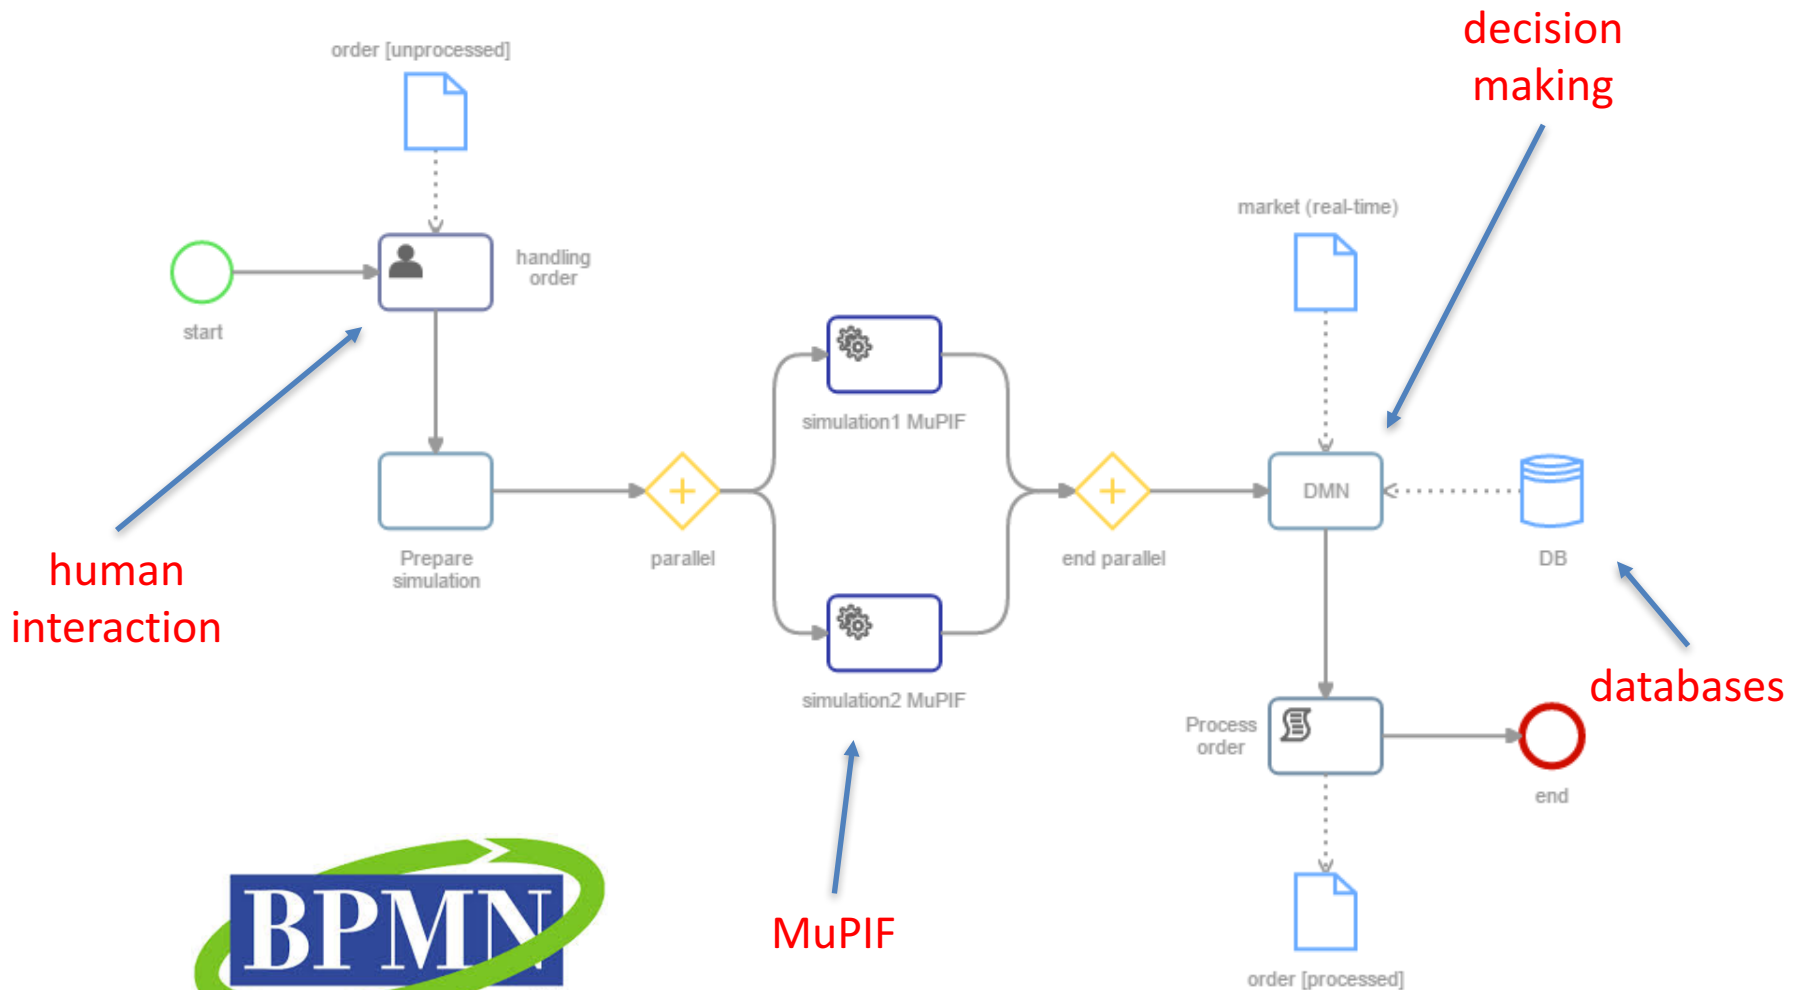 decision
making
order [unprocessed]
market (real-time)
handling
order
start
simulation1 MuPIF
DMN
Prepare
simulation
parallel
end parallel
DB
human
interaction
simulation2 MuPIF
databases
Process
order
end
MuPIF
BPMN
order [processed]